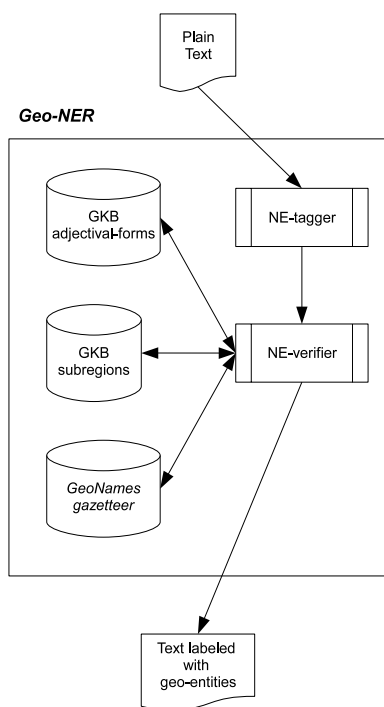 Plain
Text
Geo-NER
GKB
adjectival-forms
NE-tagger
GKB
subregions
NE-verifier
GeoNames
gazetteer
Text labeled
with
geo-entities